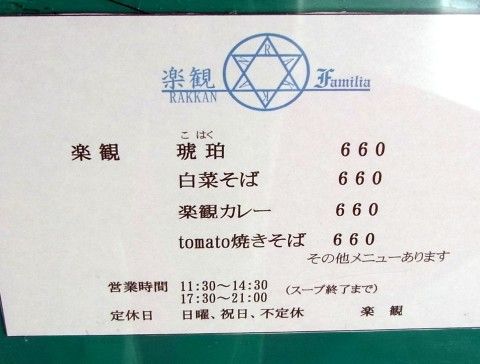 楽観
RAKKAN
R
R
Familia
こ はく
楽 観 琥 珀 660
白菜そば 660
楽観カレー 660
tomato焼きそば 660
その他メニューあります
営業時間 11:30～14:30 (スープ終了まで)
17:30～21:00
定休日 日曜、祝日、不定休 楽 観